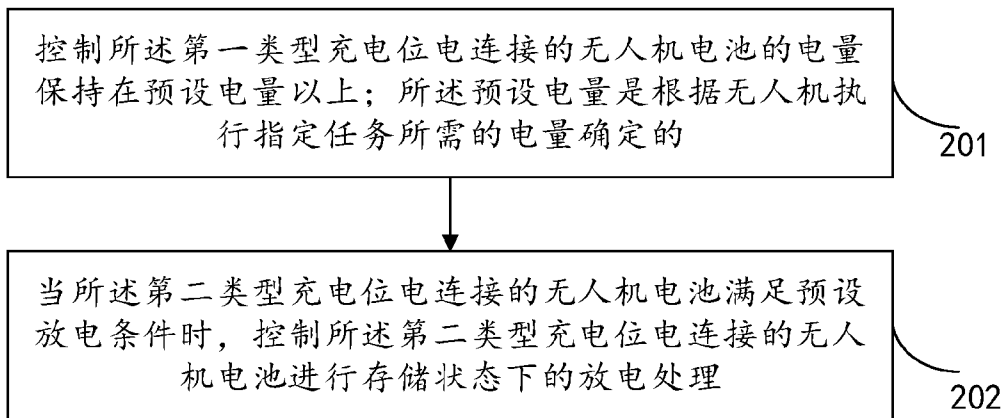 控制所述第一类型充电位电连接的无人机电池的电量
保持在预设电量以上；所述预设电量是根据无人机执
行指定任务所需的电量确定的
201
当所述第二类型充电位电连接的无人机电池满足预设
放电条件时，控制所述第二类型充电位电连接的无人
机电池进行存储状态下的放电处理
202